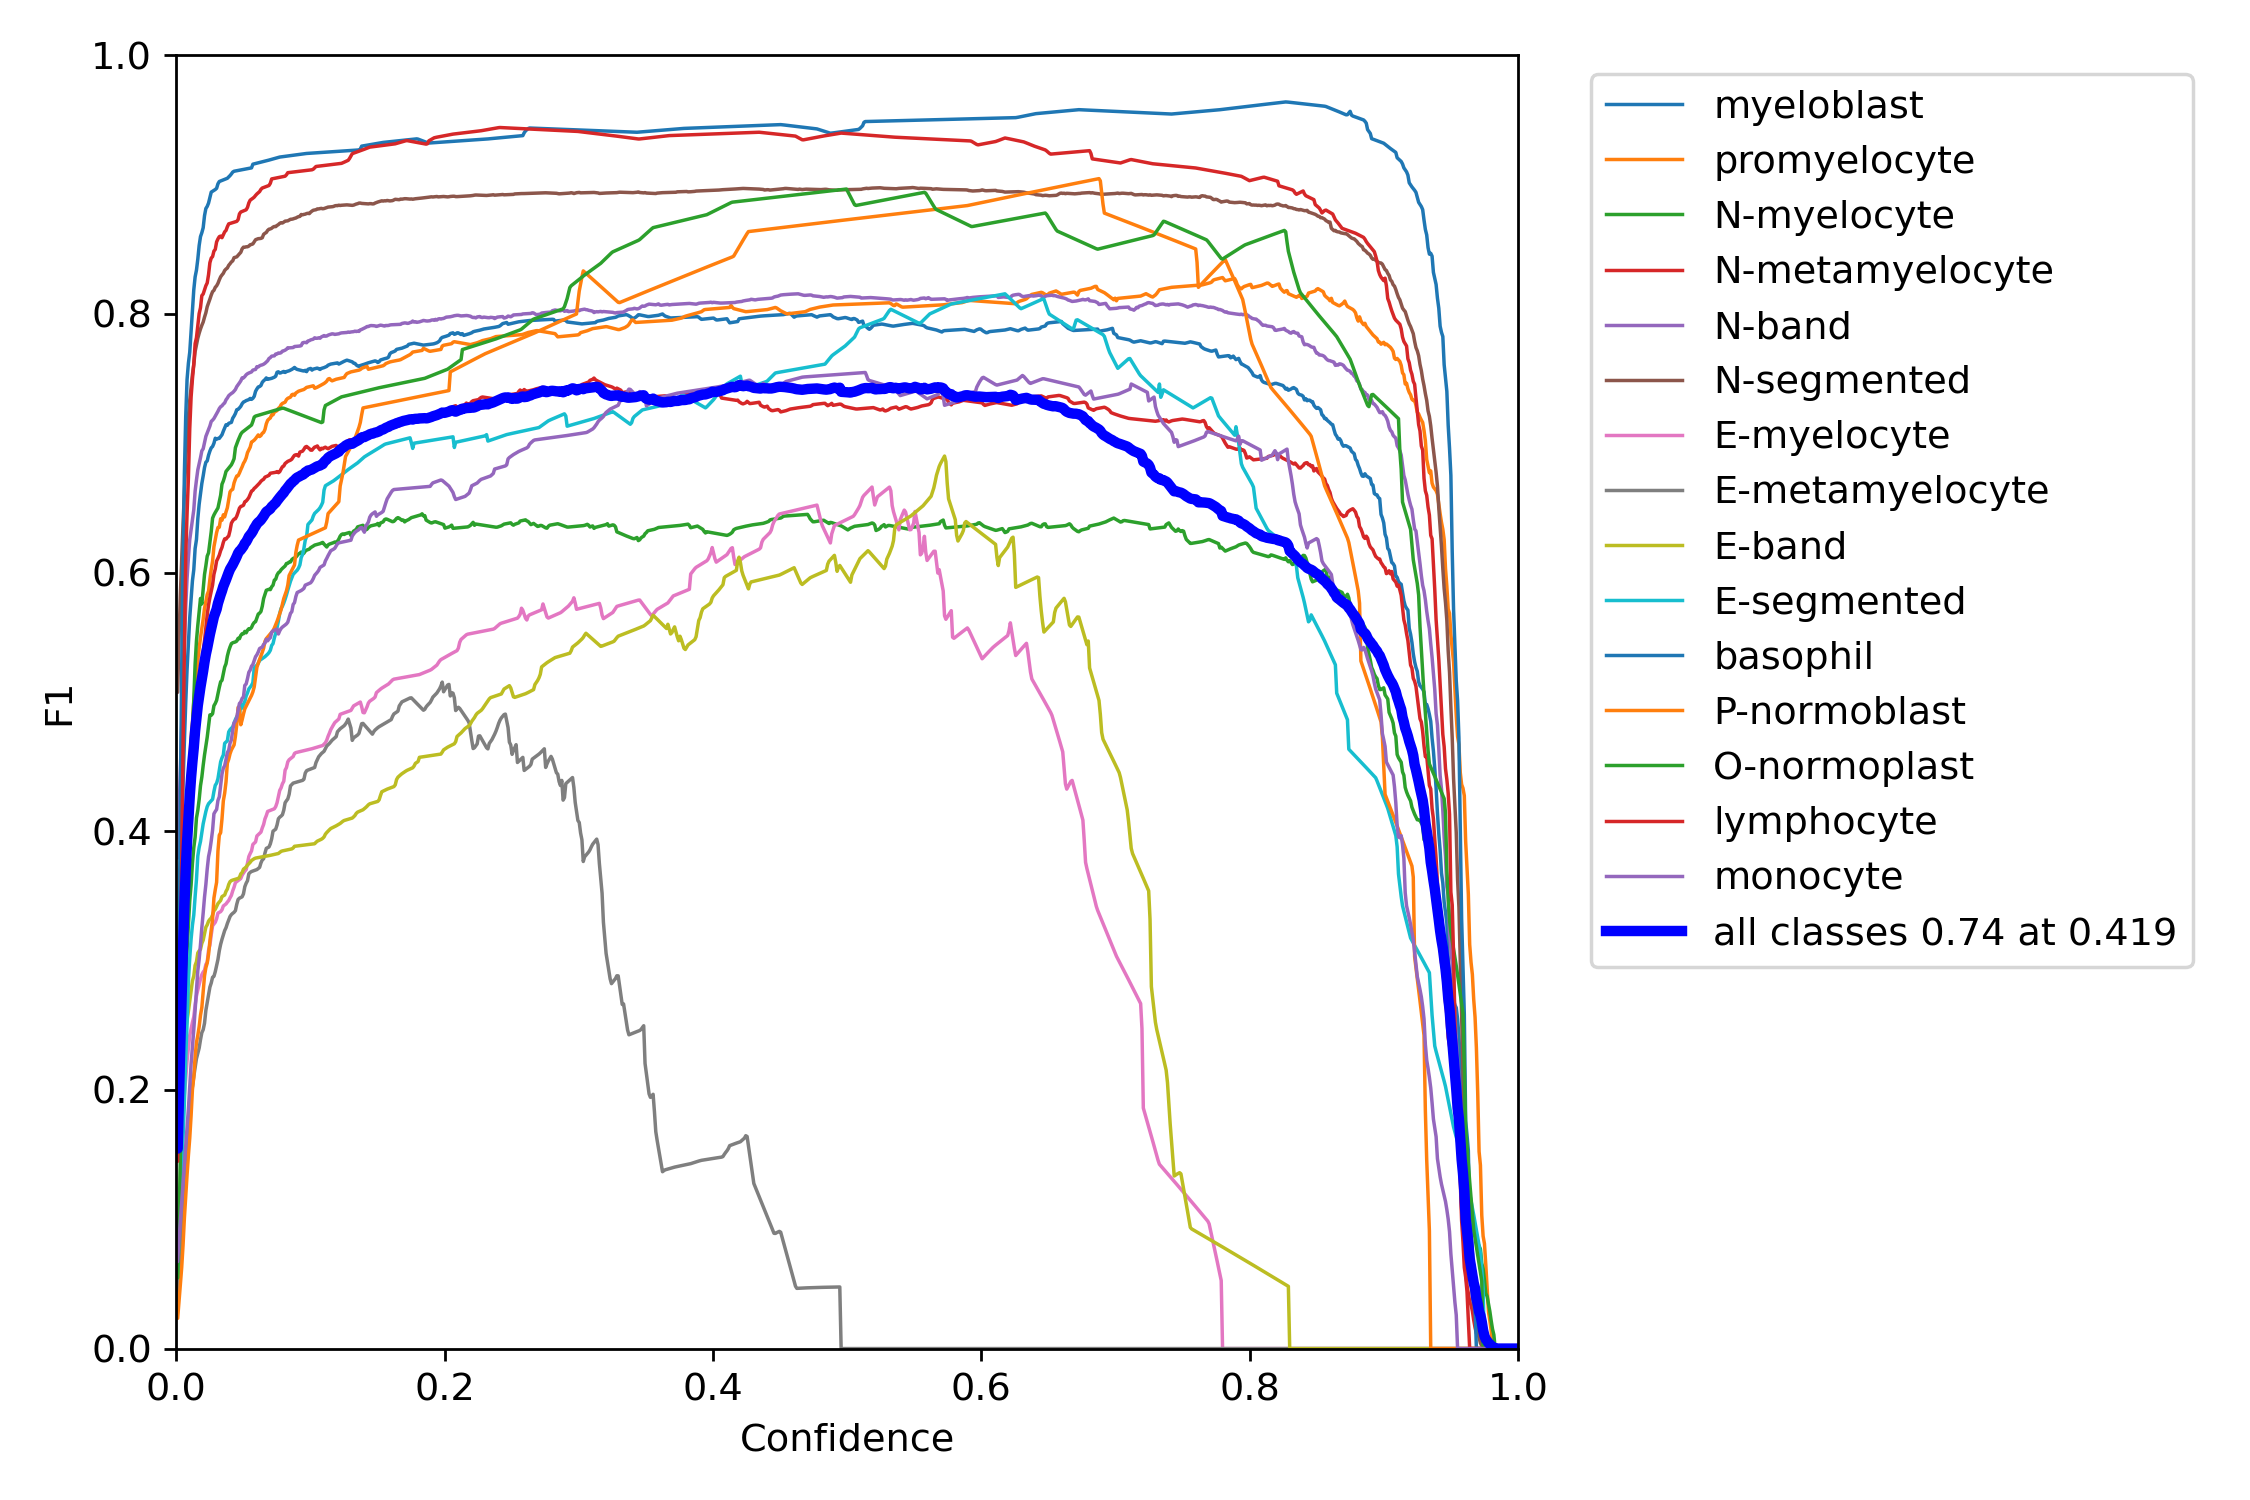 1.0
0.8
0.6
0.4
0.2
0.0
F1
0.0 0.2 0.4 0.6 0.8 1.0
Confidence
myeloblast
promyelocyte
N-myelocyte
N-metamyelocyte
N-band
N-segmented
E-myelocyte
E-metamyelocyte
E-band
E-segmented
basophil
P-normoblast
O-normoplast
lymphocyte
monocyte
all classes 0.74 at 0.419